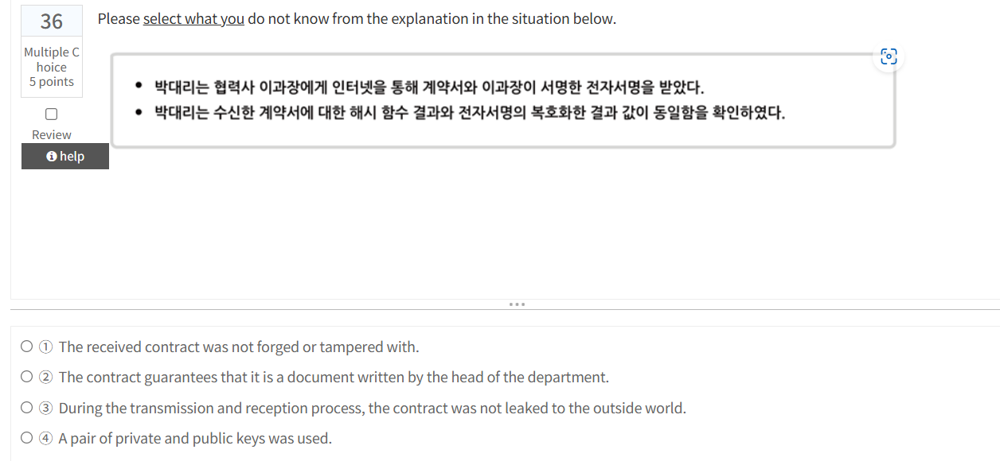 36
Please select what you do not know from the explanation in the situation below.
Multiple C
hoice
5 points
Review
help
• 박대리는 협력사 이과장에게 인터넷을 통해 계약서와 이과장이 서명한 전자서명을 받았다.
• 박대리는 수신한 계약서에 대한 해시 함수 결과와 전자서명의 복호화한 결과 값이 동일함을 확인하였다.
① The received contract was not forged or tampered with.
② The contract guarantees that it is a document written by the head of the department.
③ During the transmission and reception process, the contract was not leaked to the outside world.
④ A pair of private and public keys was used.